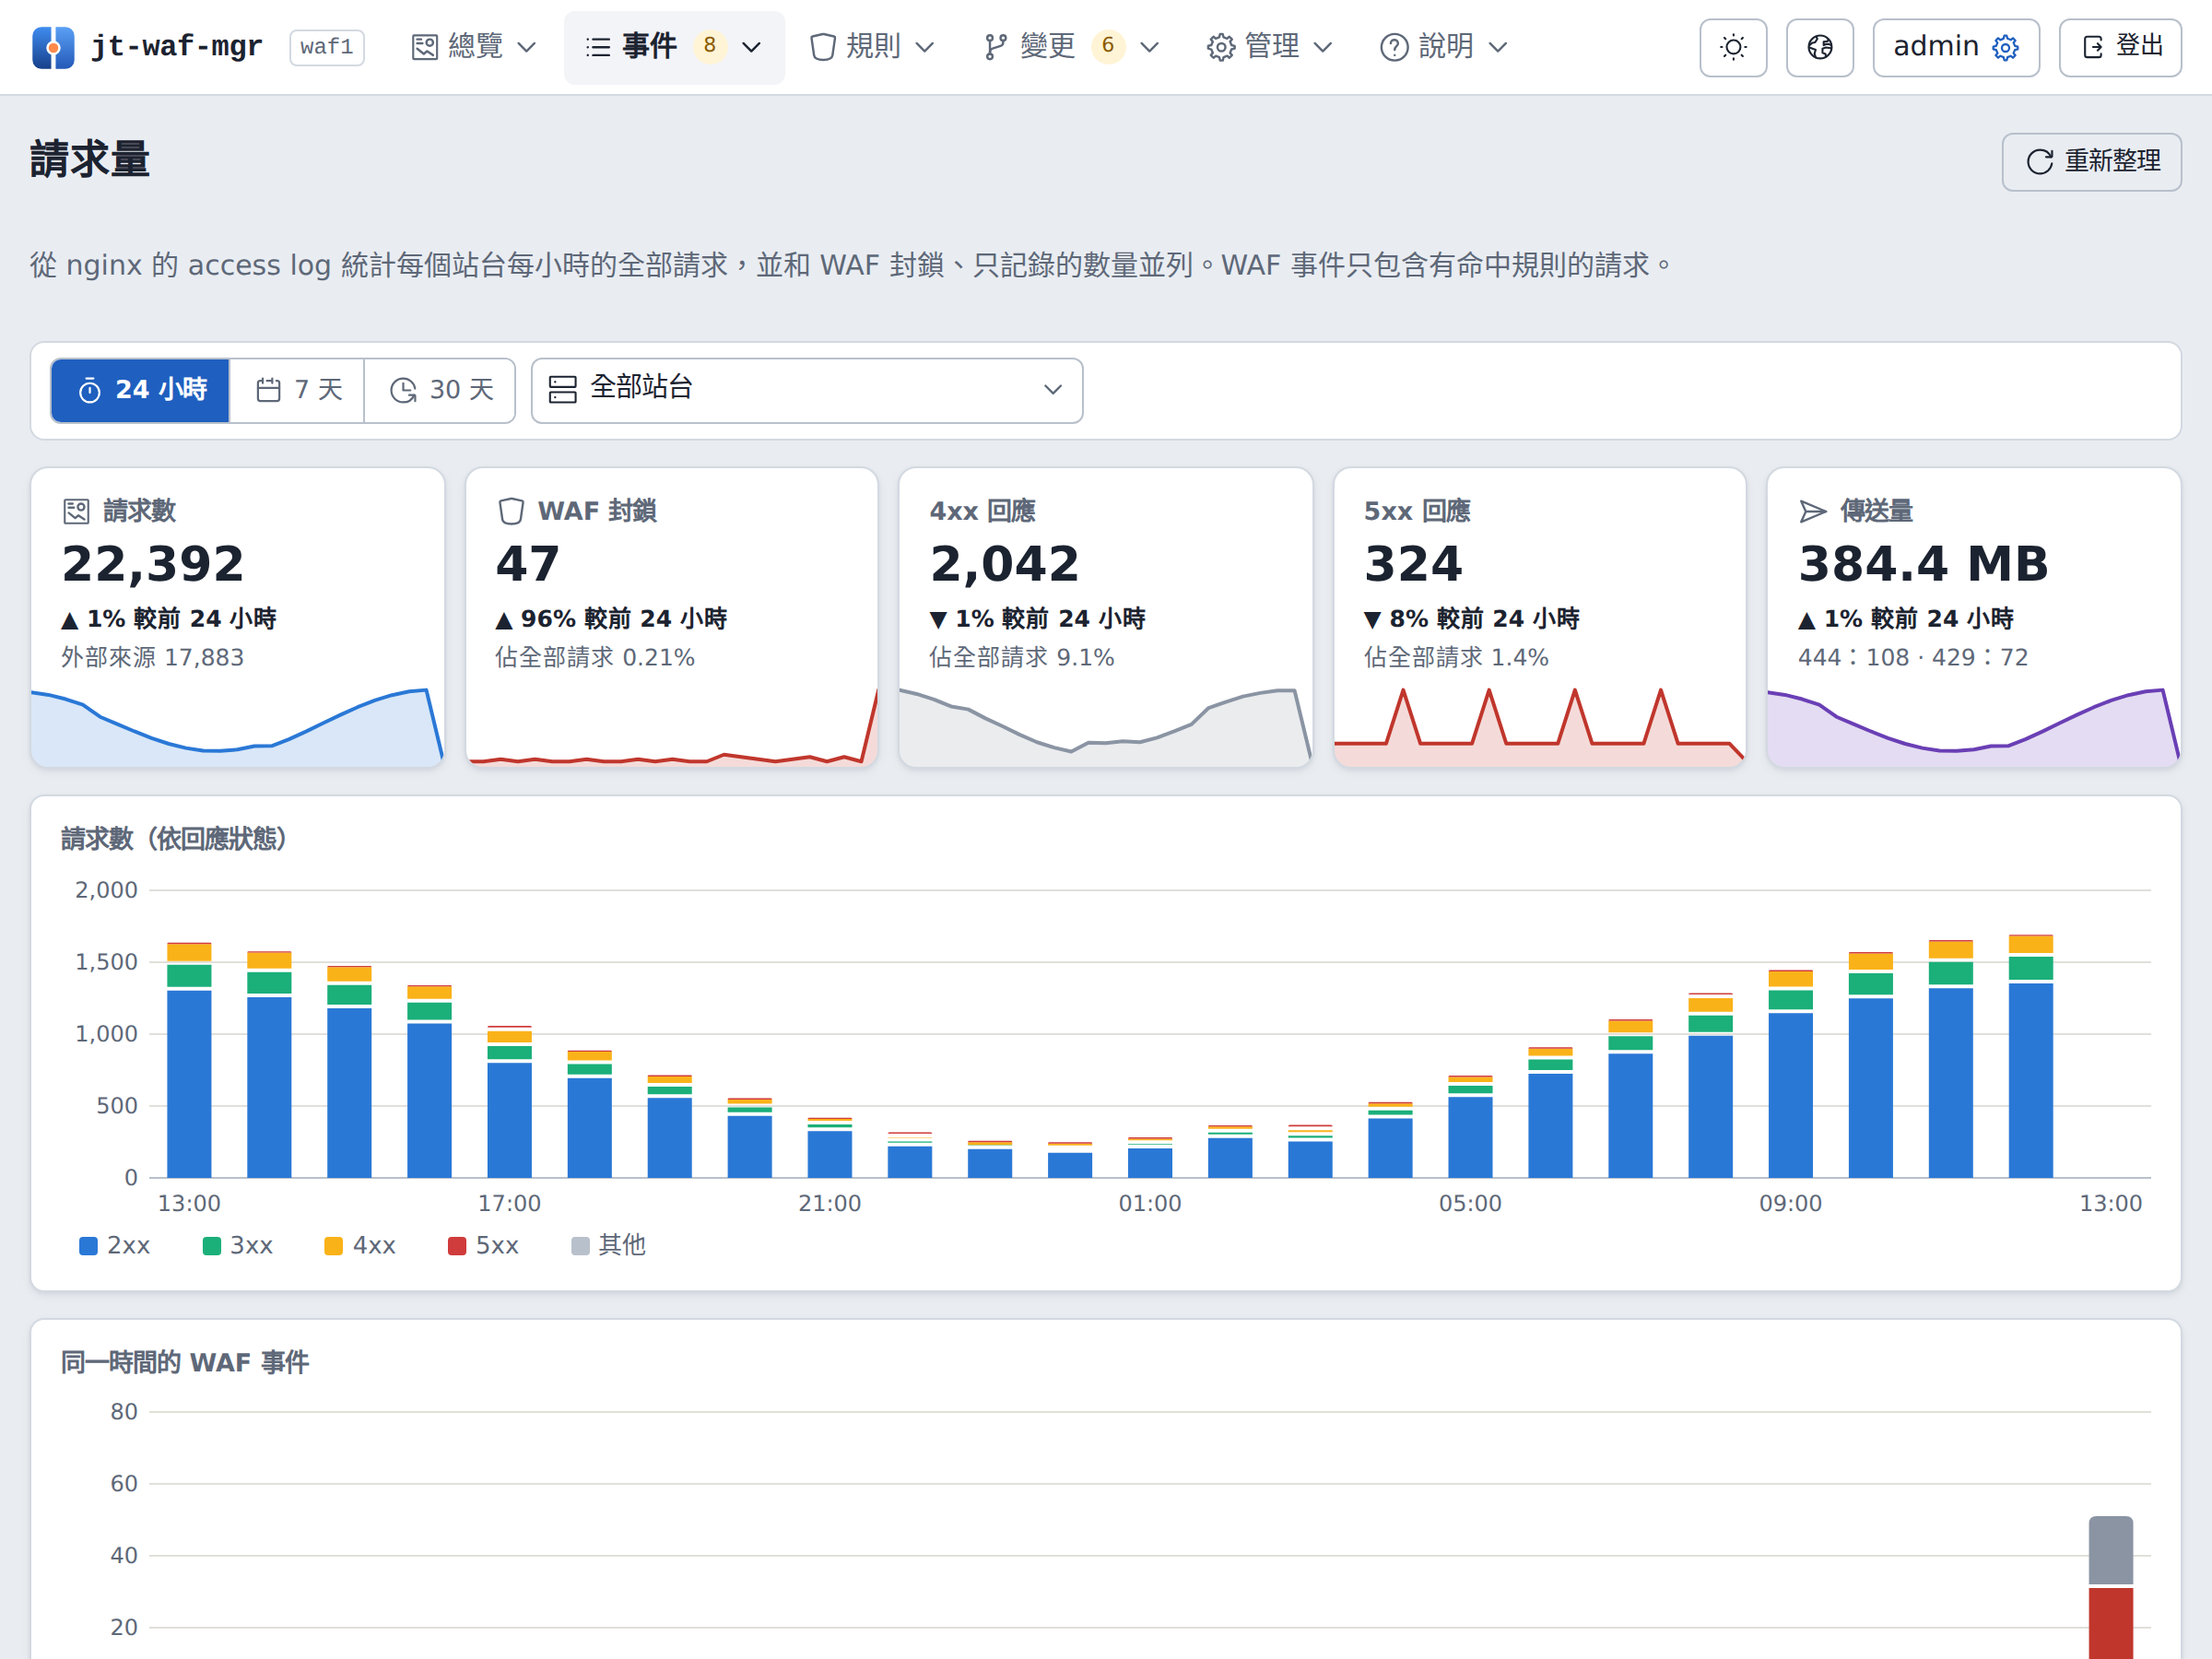 jt-waf-mgr waf1 總覽 事件 8 規則 變更 6 管理 說明 admin 登出
請求量 重新整理
從 nginx 的 access log 統計每個站台每小時的全部請求，並和 WAF 封鎖、只記錄的數量並列。WAF 事件只包含有命中規則的請求。
24 小時 7 天 30 天 全部站台
請求數
22,392
▲ 1% 較前 24 小時
外部來源 17,883
WAF 封鎖
47
▲ 96% 較前 24 小時
佔全部請求 0.21%
4xx 回應
2,042
▼ 1% 較前 24 小時
佔全部請求 9.1%
5xx 回應
324
▼ 8% 較前 24 小時
佔全部請求 1.4%
傳送量
384.4 MB
▲ 1% 較前 24 小時
444：108 · 429：72
請求數（依回應狀態）
2,000
1,500
1,000
500
0
13:00 17:00 21:00 01:00 05:00 09:00 13:00
2xx 3xx 4xx 5xx 其他
同一時間的 WAF 事件
80
60
40
20